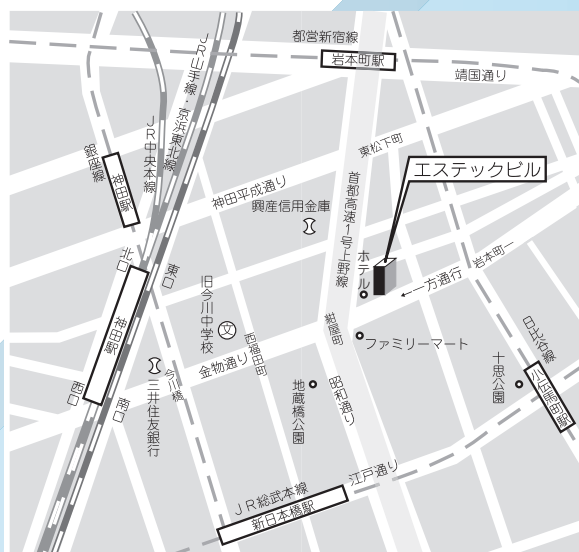 都営新宿線
岩本町駅
靖国通り
JR山手線・京浜東北線
JR中央本線
銀座線
神田駅
東松下町
エステックビル
神田平成通り
興産信用金庫
首都高速1号上野線
ホテル
←一方通行
岩本町一
北口
東口
神田駅
西口
南口
旧今川中学校
文
西福田町
金物通り
今川橋
三井住友銀行
紺屋町
ファミリーマート
地蔵橋公園
昭和通り
日比谷線
小伝馬町駅
十思公園
江戸通り
JR総武本線
新日本橋駅